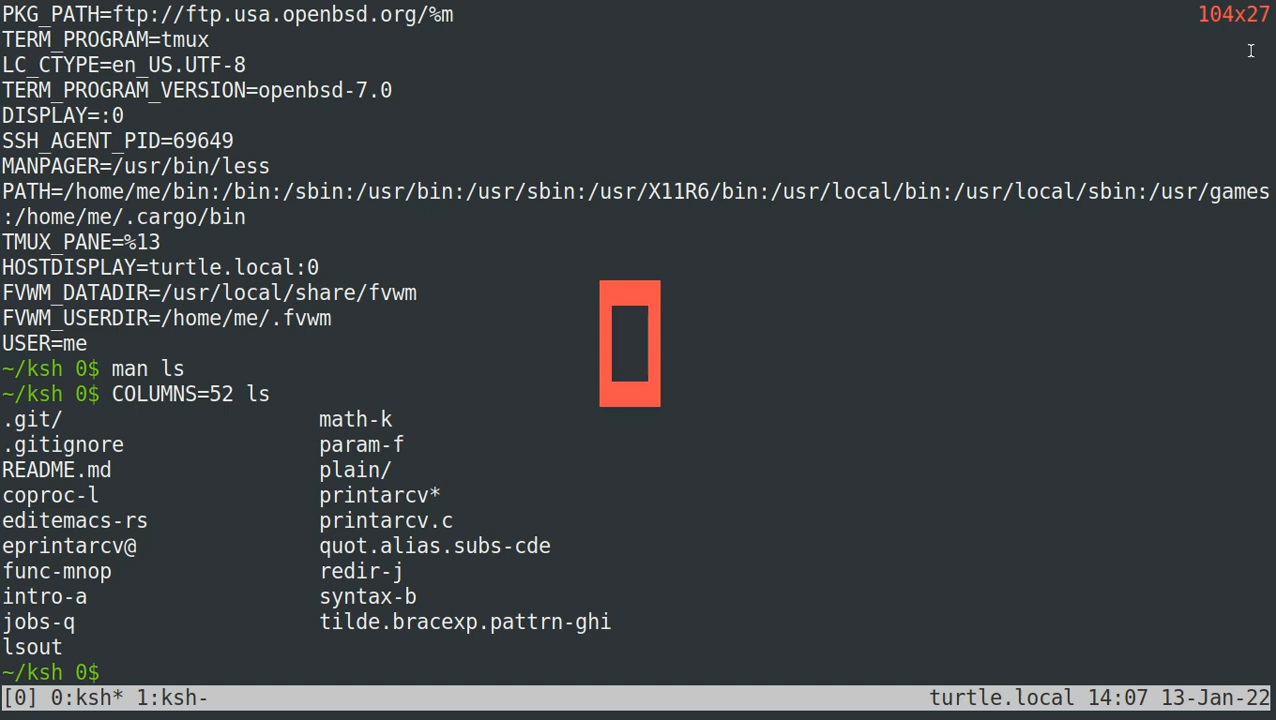 PKG_PATH=ftp://ftp.usa.openbsd.org/%m 104x27
TERM_PROGRAM=tmux
LC_CTYPE=en_US.UTF-8
TERM_PROGRAM_VERSION=openbsd-7.0
DISPLAY=:0
SSH_AGENT_PID=69649
MANPAGER=/usr/bin/less
PATH=/home/me/bin:/bin:/sbin:/usr/bin:/usr/sbin:/usr/X11R6/bin:/usr/local/bin:/usr/local/sbin:/usr/games
:/home/me/.cargo/bin
TMUX_PANE=%13
HOSTDISPLAY=turtle.local:0
FVWM_DATADIR=/usr/local/share/fvwm
FVWM_USERDIR=/home/me/.fvwm
USER=me
0
~/ksh 0$ man ls
~/ksh 0$ COLUMNS=52 ls
.git/ math-k
.gitignore param-f
README.md plain/
coproc-l printarcv*
editemacs-rs printarcv.c
eprintarcv@ quot.alias.subs-cde
func-mnop redir-j
intro-a syntax-b
jobs-q tilde.bracexp.pattrn-ghi
lsout
~/ksh 0$
[0] 0:ksh* 1:ksh- turtle.local 14:07 13-Jan-22